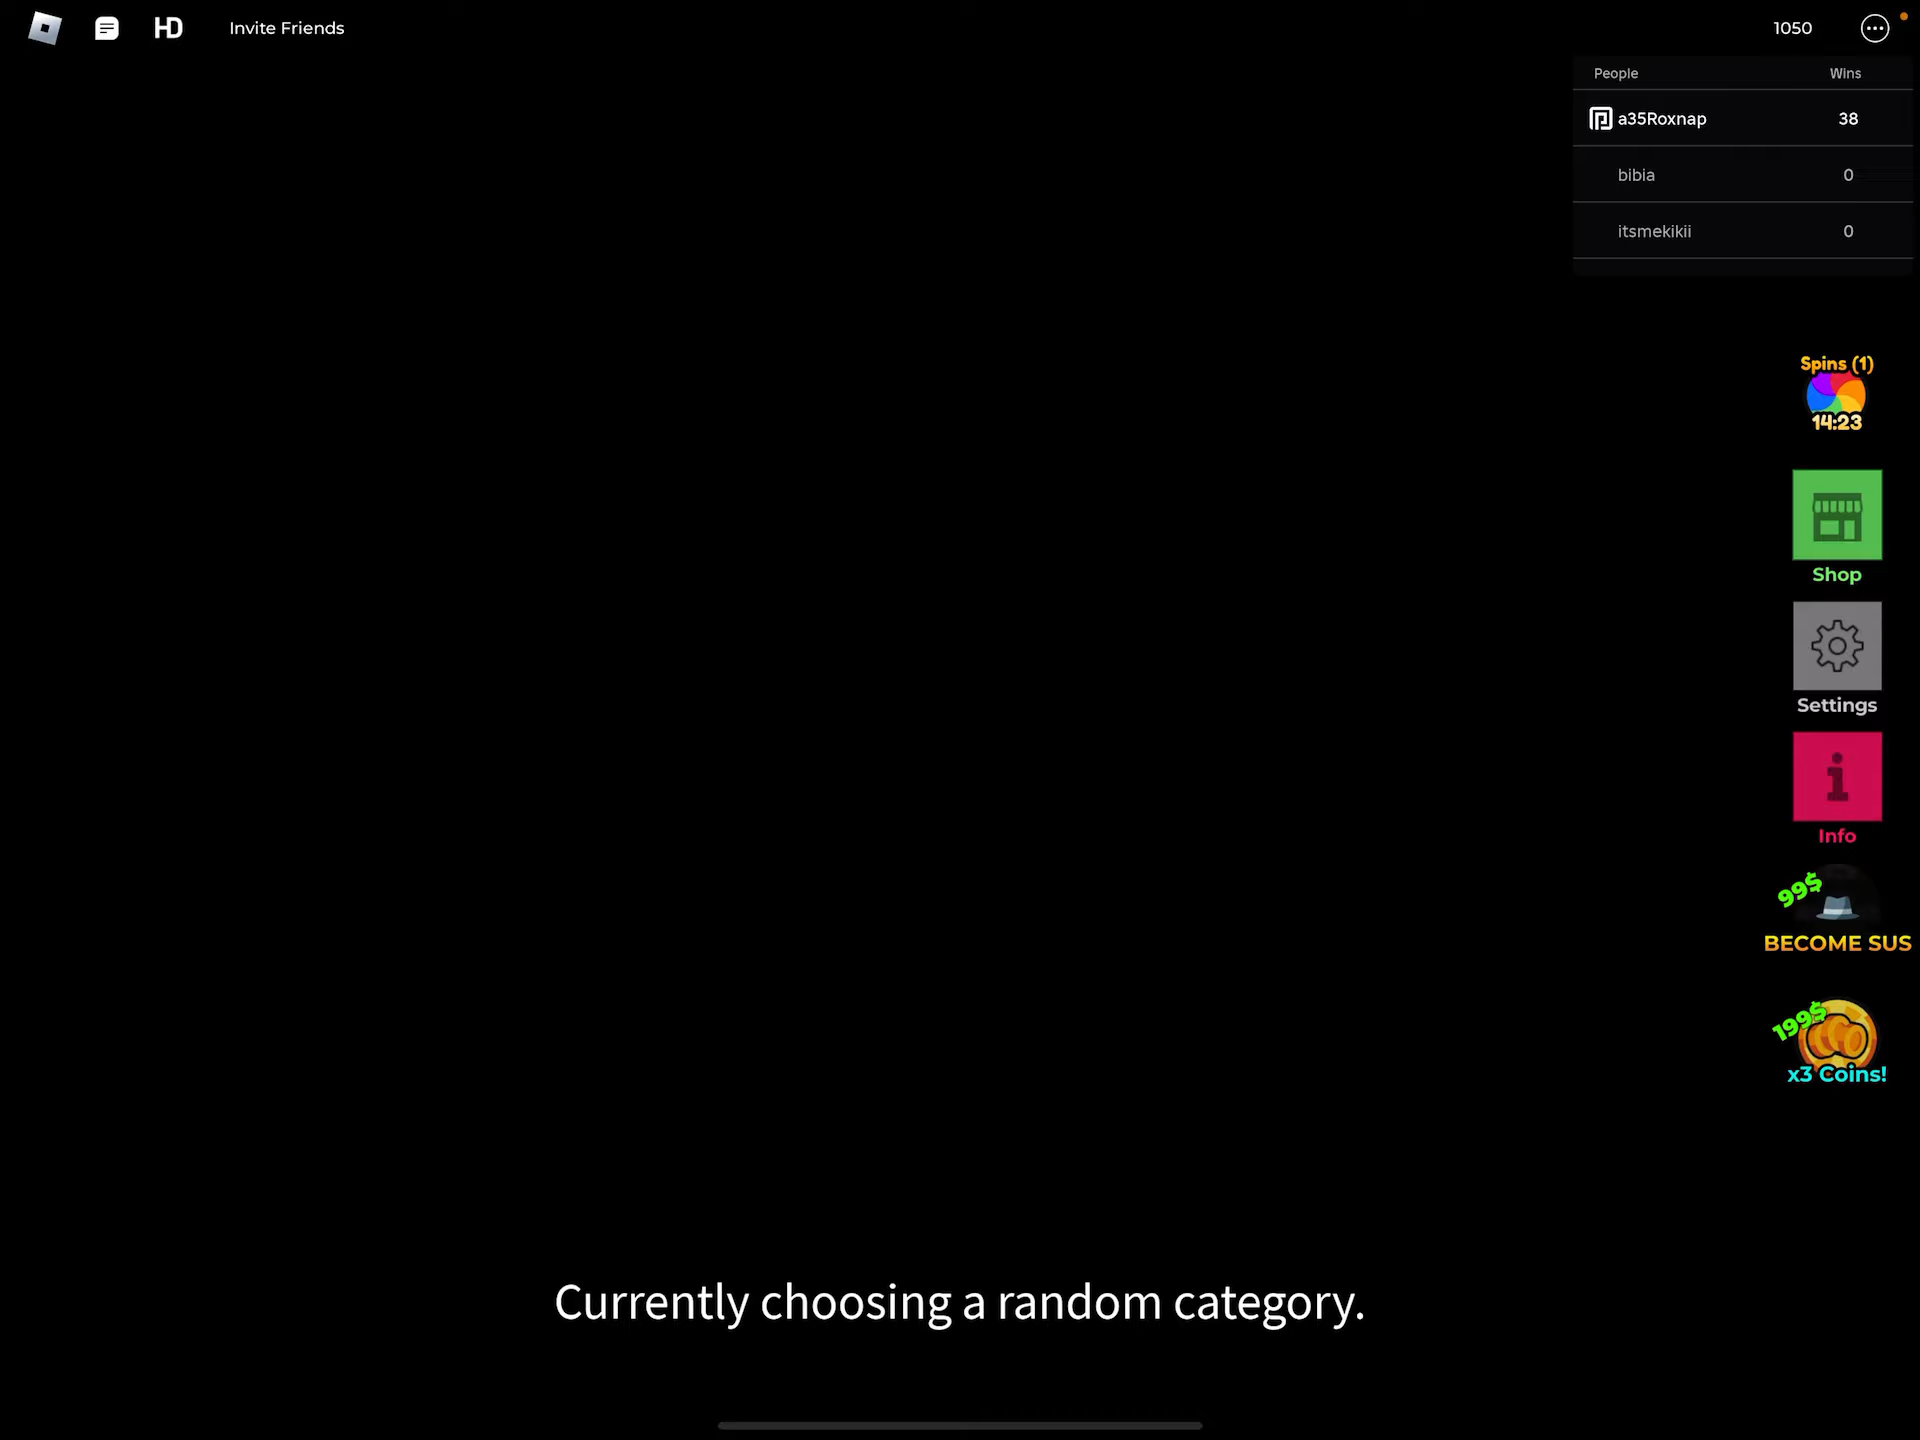 HD
Invite Friends
1050
People Wins
a35Roxnap 38
bibia 0
itsmekikii 0
Spins (1)
14:23
Shop
Settings
Info
99$
BECOME SUS
199$
x3 Coins!
Currently choosing a random category.